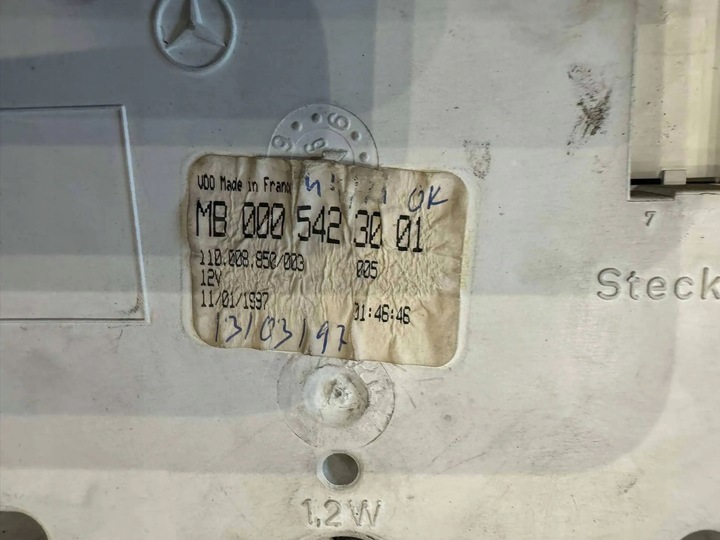 VDO Made in France
OK
MB 000 542 30 01
110.008.850/003 005
12V
11/01/1997 01:46:46
13/03/97
7
Steck
1,2W